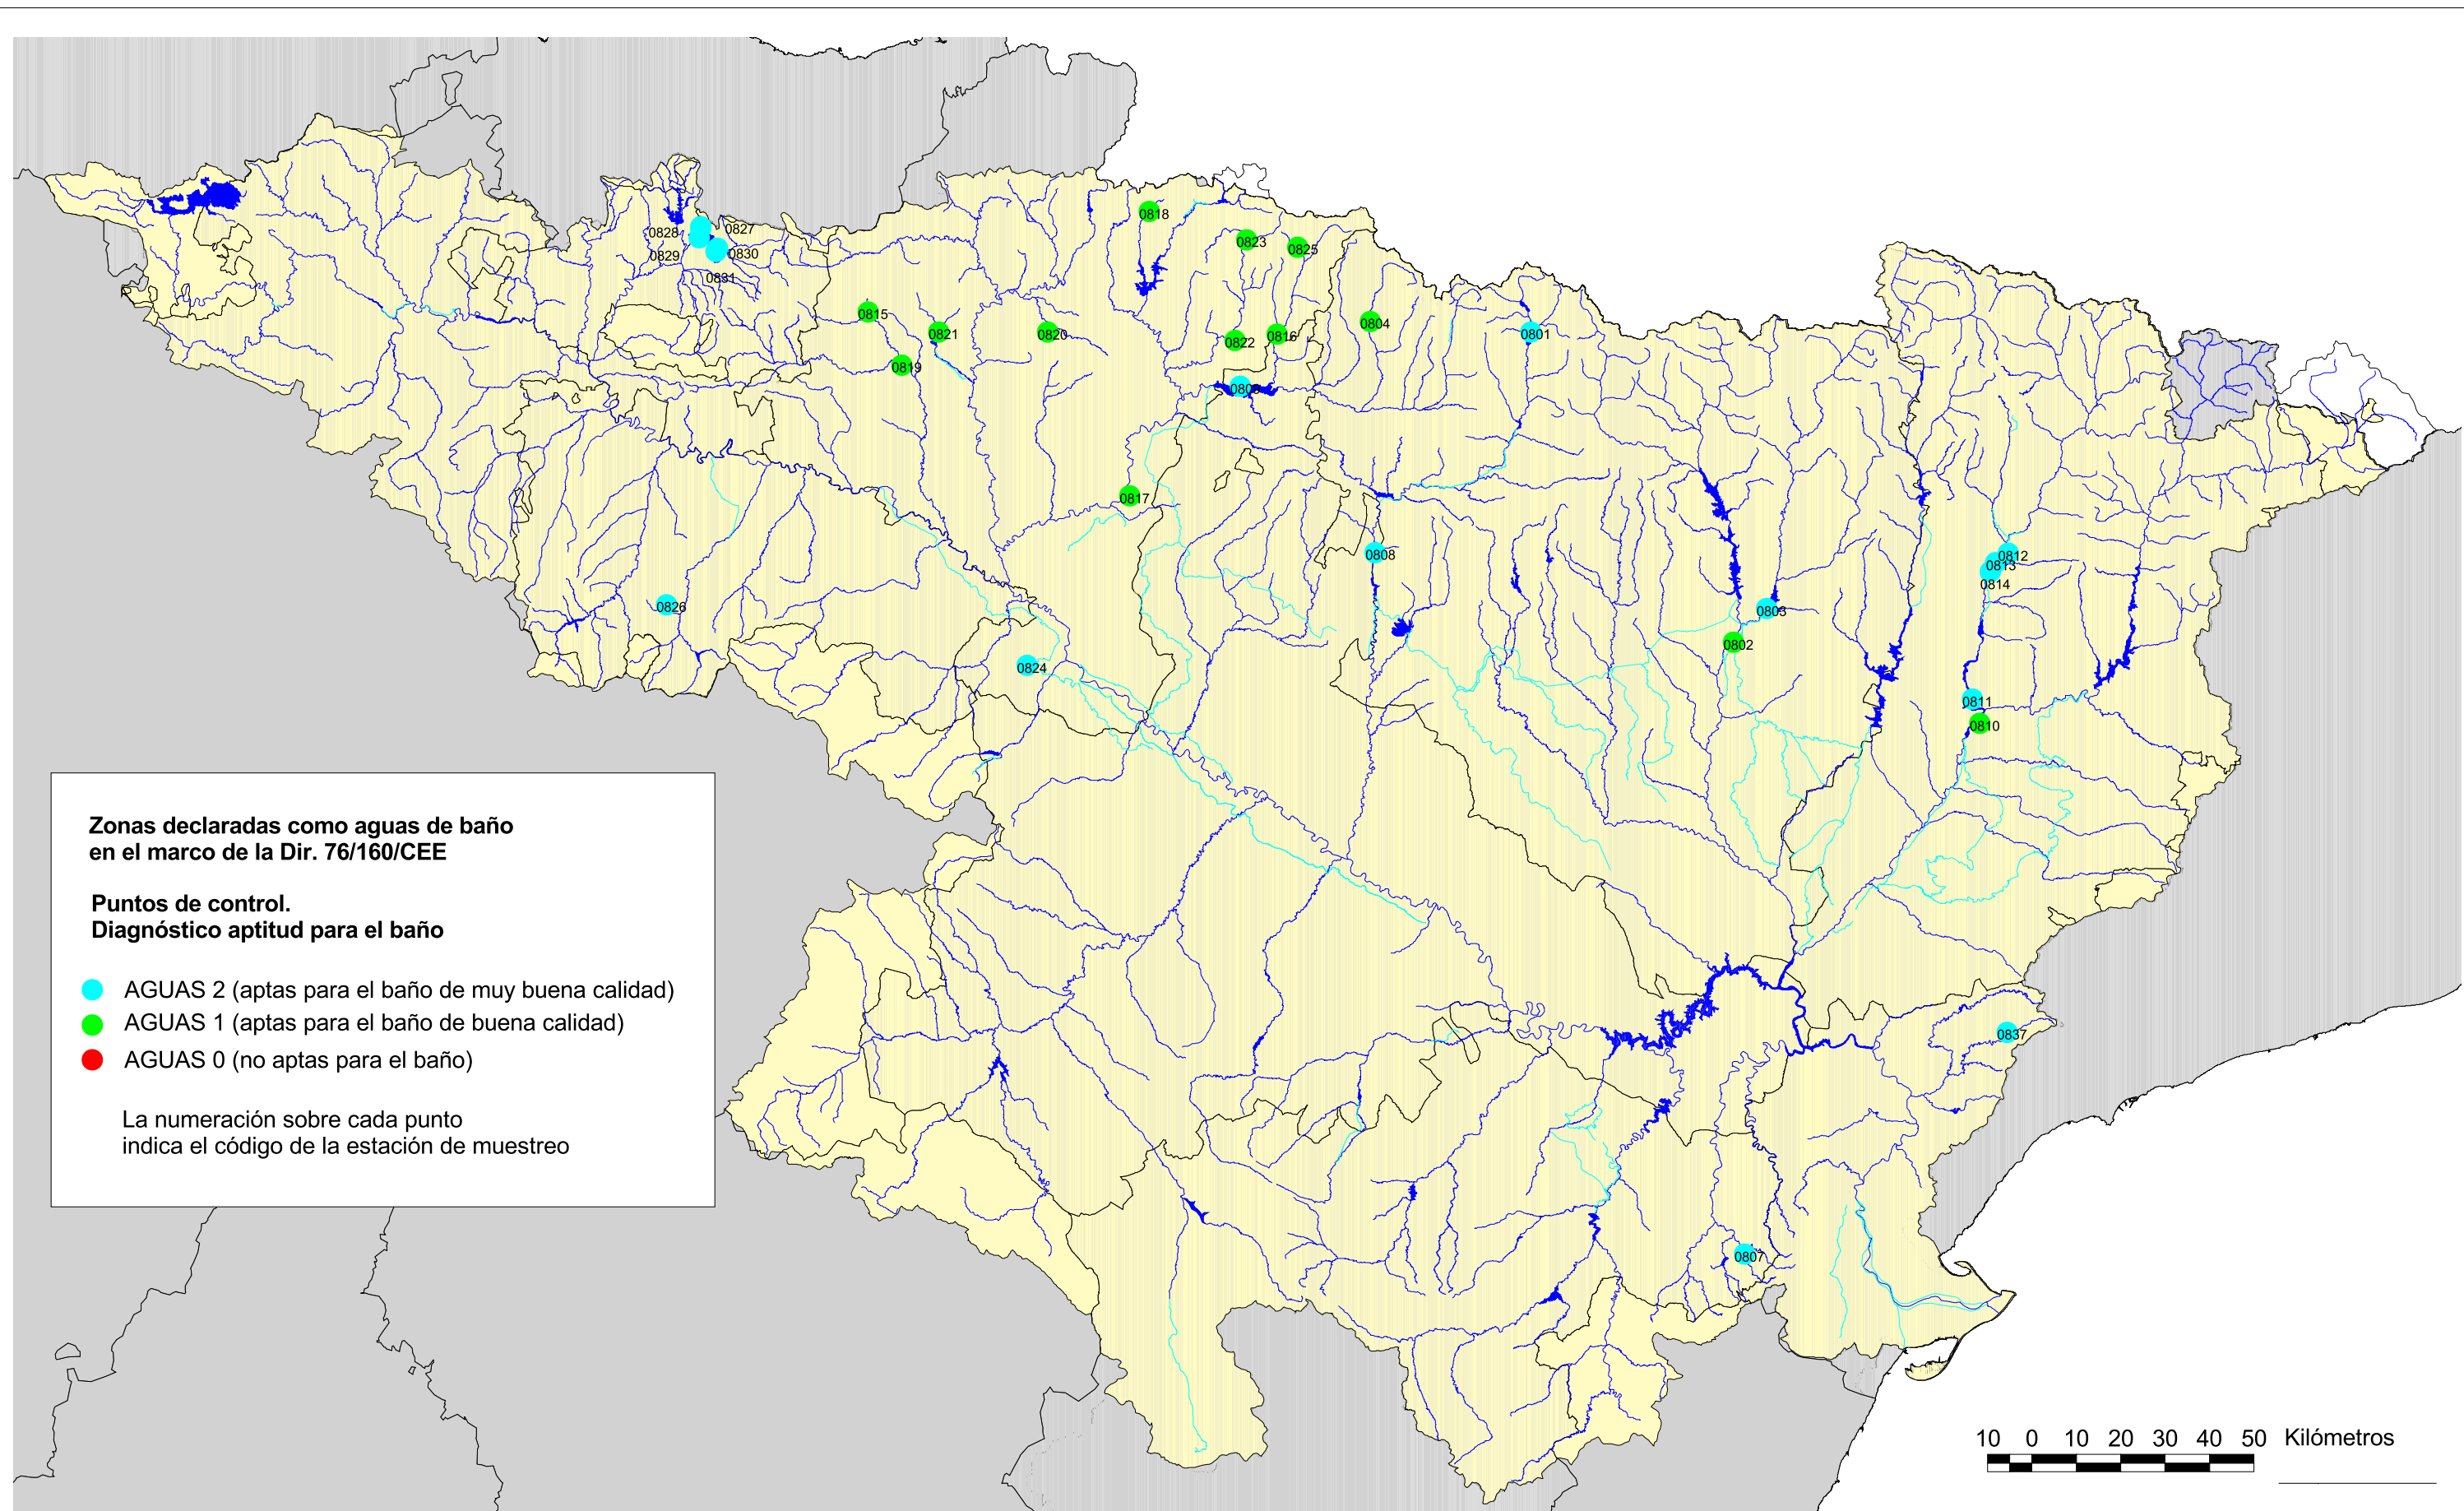 0818
0828
0827
0823
0825
0829
0830
0831
0815
0821
0820
0822
0816
0804
0801
0819
0817
0808
0812
0813
0814
0826
0803
0802
0824
0811
0810
Zonas declaradas como aguas de baño
en el marco de la Dir. 76/160/CEE
Puntos de control.
Diagnóstico aptitud para el baño
AGUAS 2 (aptas para el baño de muy buena calidad)
AGUAS 1 (aptas para el baño de buena calidad)
AGUAS 0 (no aptas para el baño)
La numeración sobre cada punto
indica el código de la estación de muestreo
0837
0807
10 0 10 20 30 40 50 Kilómetros